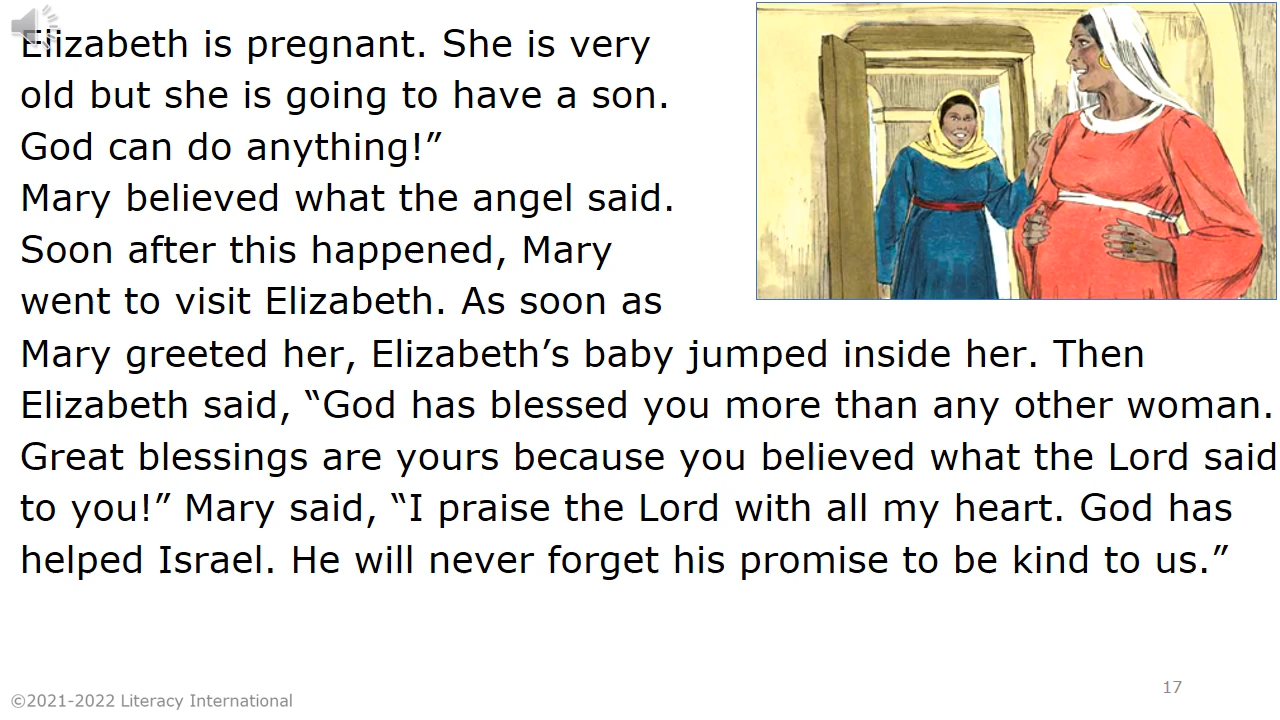 Elizabeth is pregnant. She is very
old but she is going to have a son.
God can do anything!”
Mary believed what the angel said.
Soon after this happened, Mary
went to visit Elizabeth. As soon as
Mary greeted her, Elizabeth’s baby jumped inside her. Then
Elizabeth said, “God has blessed you more than any other woman.
Great blessings are yours because you believed what the Lord said
to you!” Mary said, “I praise the Lord with all my heart. God has
helped Israel. He will never forget his promise to be kind to us.”
17
©2021-2022 Literacy International